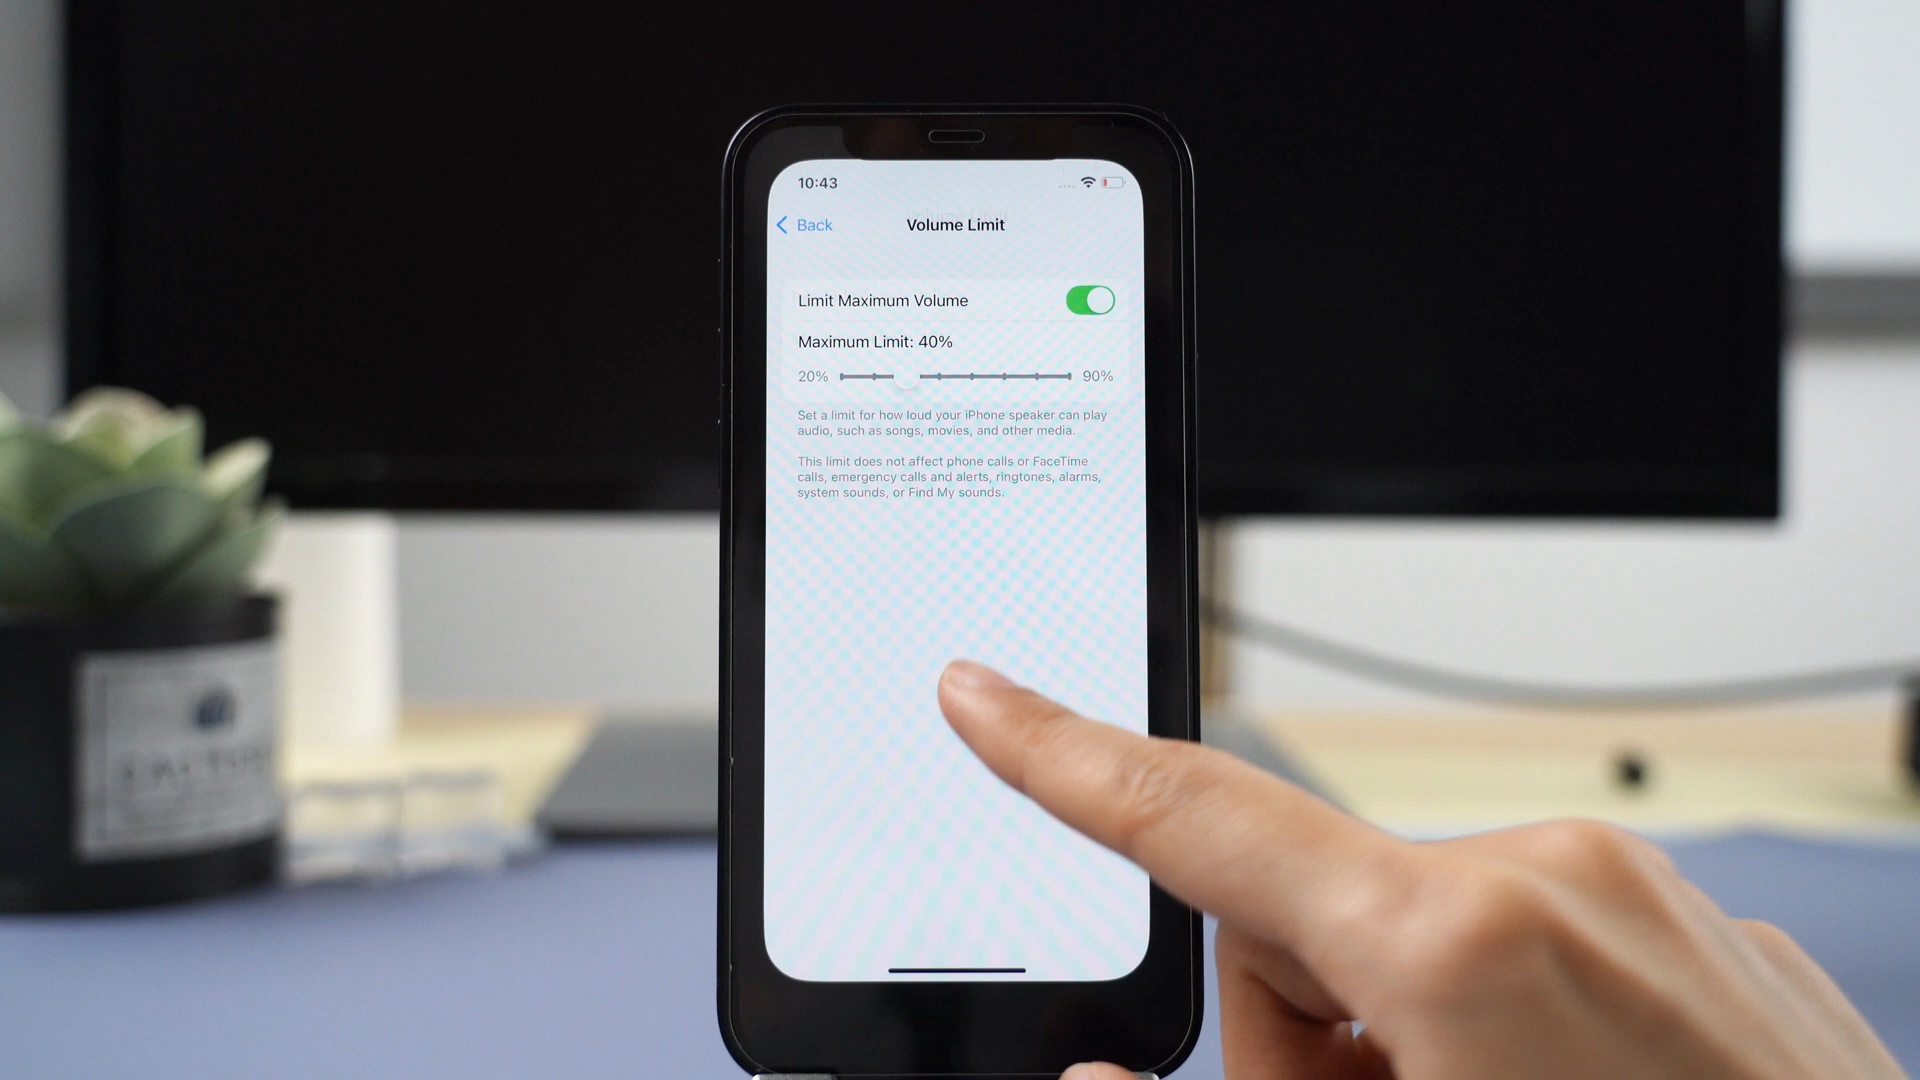 10:43
Back
Volume Limit
Limit Maximum Volume
Maximum Limit: 40%
20%
90%
Set a limit for how loud your iPhone speaker can play
audio, such as songs, movies, and other media.
This limit does not affect phone calls or FaceTime
calls, emergency calls and alerts, ringtones, alarms,
system sounds, or Find My sounds.